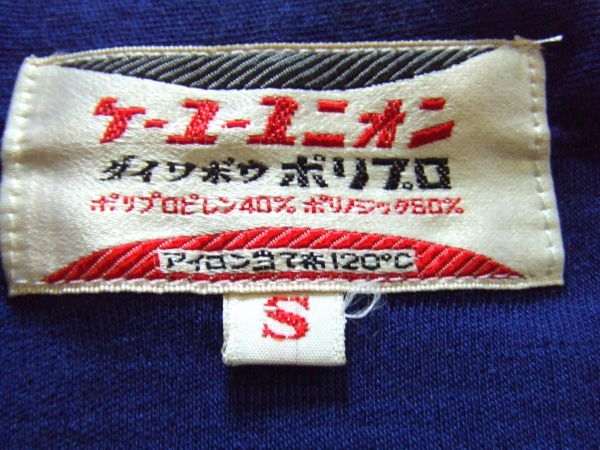 ケーユーユニオン
ダイワボウ ポリプロ
ポリプロピレン40% ポリノジック60%
アイロン当て布120°C
S